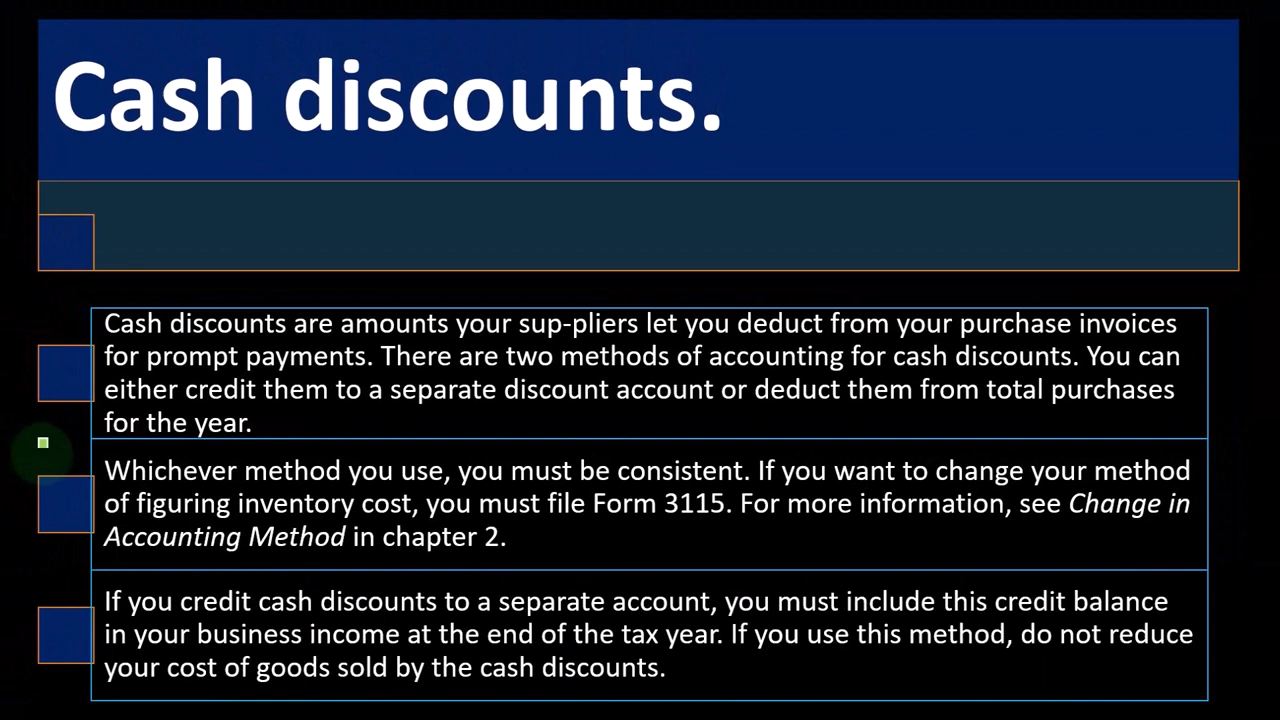 Cash discounts.
Cash discounts are amounts your sup-pliers let you deduct from your purchase invoices
for prompt payments. There are two methods of accounting for cash discounts. You can
either credit them to a separate discount account or deduct them from total purchases
for the year.
Whichever method you use, you must be consistent. If you want to change your method
of figuring inventory cost, you must file Form 3115. For more information, see Change in
Accounting Method in chapter 2.
If you credit cash discounts to a separate account, you must include this credit balance
in your business income at the end of the tax year. If you use this method, do not reduce
your cost of goods sold by the cash discounts.